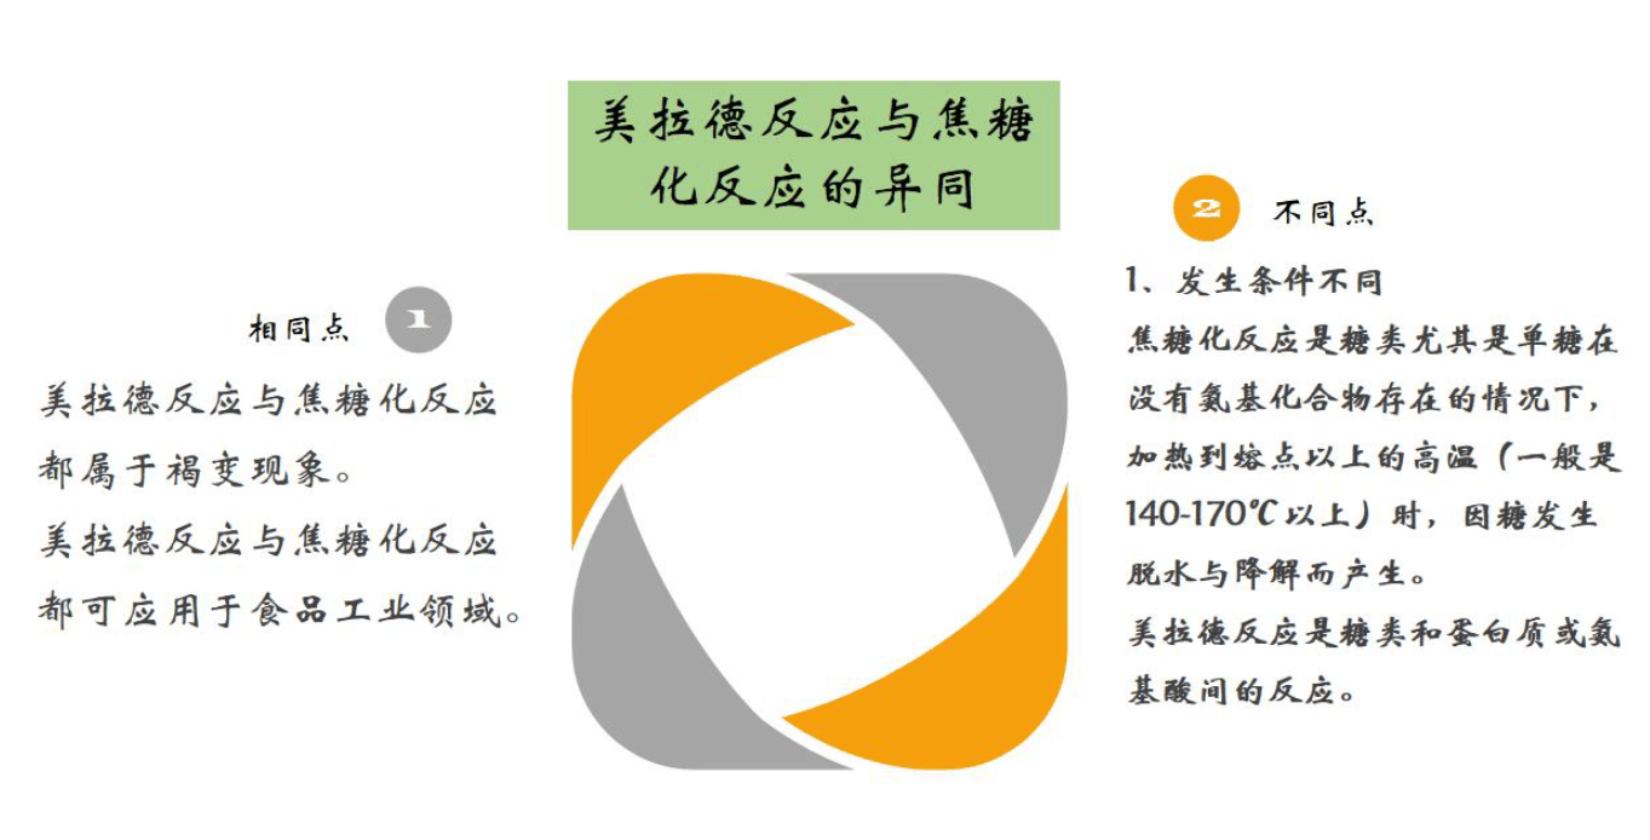 美拉德反应与焦糖
化反应的异同
相同点
1
美拉德反应与焦糖化反应
都属于褐变现象。
美拉德反应与焦糖化反应
都可应用于食品工业领域。
2
不同点
1、发生条件不同
焦糖化反应是糖类尤其是单糖在
没有氨基化合物存在的情况下，
加热到熔点以上的高温（一般是
140-170℃以上）时，因糖发生
脱水与降解而产生。
美拉德反应是糖类和蛋白质或氨
基酸间的反应。